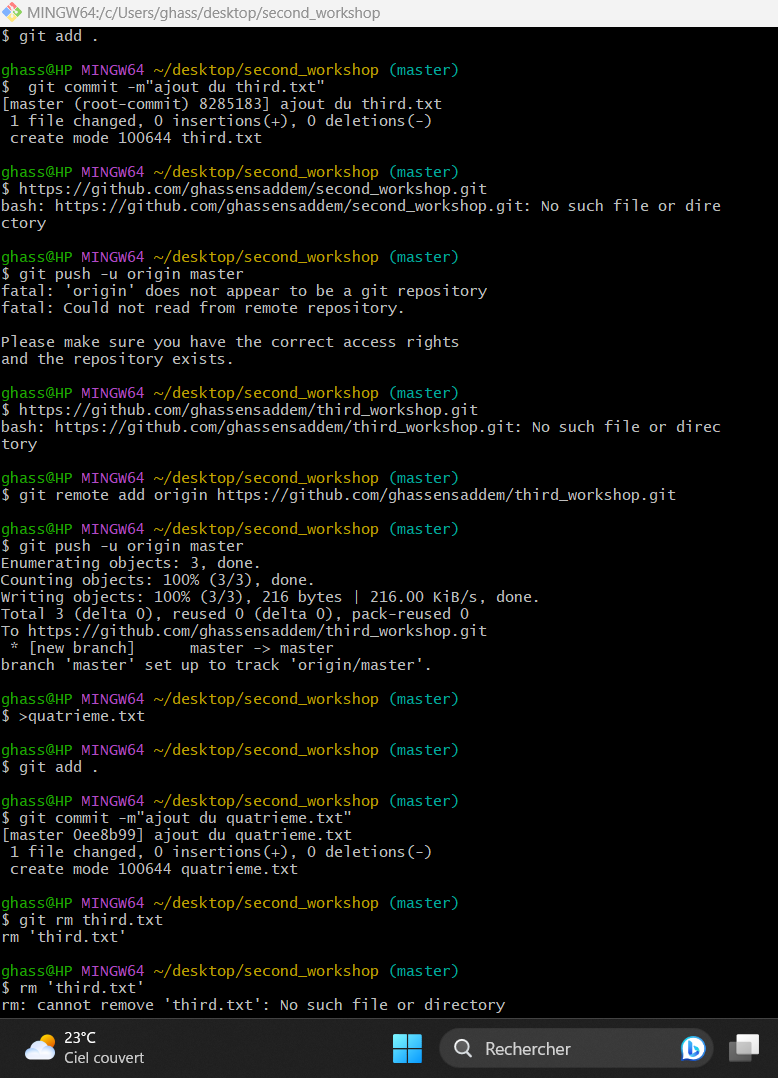 MINGW64:/c/Users/ghass/desktop/second_workshop
$ git add .
ghass@HP MINGW64 ~/desktop/second_workshop (master)
$  git commit -m"ajout du third.txt"
[master (root-commit) 8285183] ajout du third.txt
 1 file changed, 0 insertions(+), 0 deletions(-)
 create mode 100644 third.txt
ghass@HP MINGW64 ~/desktop/second_workshop (master)
$ https://github.com/ghassensaddem/second_workshop.git
bash: https://github.com/ghassensaddem/second_workshop.git: No such file or dire
ctory
ghass@HP MINGW64 ~/desktop/second_workshop (master)
$ git push -u origin master
fatal: 'origin' does not appear to be a git repository
fatal: Could not read from remote repository.
Please make sure you have the correct access rights
and the repository exists.
ghass@HP MINGW64 ~/desktop/second_workshop (master)
$ https://github.com/ghassensaddem/third_workshop.git
bash: https://github.com/ghassensaddem/third_workshop.git: No such file or direc
tory
ghass@HP MINGW64 ~/desktop/second_workshop (master)
$ git remote add origin https://github.com/ghassensaddem/third_workshop.git
ghass@HP MINGW64 ~/desktop/second_workshop (master)
$ git push -u origin master
Enumerating objects: 3, done.
Counting objects: 100% (3/3), done.
Writing objects: 100% (3/3), 216 bytes | 216.00 KiB/s, done.
Total 3 (delta 0), reused 0 (delta 0), pack-reused 0
To https://github.com/ghassensaddem/third_workshop.git
 * [new branch]      master -> master
branch 'master' set up to track 'origin/master'.
ghass@HP MINGW64 ~/desktop/second_workshop (master)
$ >quatrieme.txt
ghass@HP MINGW64 ~/desktop/second_workshop (master)
$ git add .
ghass@HP MINGW64 ~/desktop/second_workshop (master)
$ git commit -m"ajout du quatrieme.txt"
[master 0ee8b99] ajout du quatrieme.txt
 1 file changed, 0 insertions(+), 0 deletions(-)
 create mode 100644 quatrieme.txt
ghass@HP MINGW64 ~/desktop/second_workshop (master)
$ git rm third.txt
rm 'third.txt'
ghass@HP MINGW64 ~/desktop/second_workshop (master)
$ rm 'third.txt'
rm: cannot remove 'third.txt': No such file or directory
23°C
Ciel couvert
Rechercher